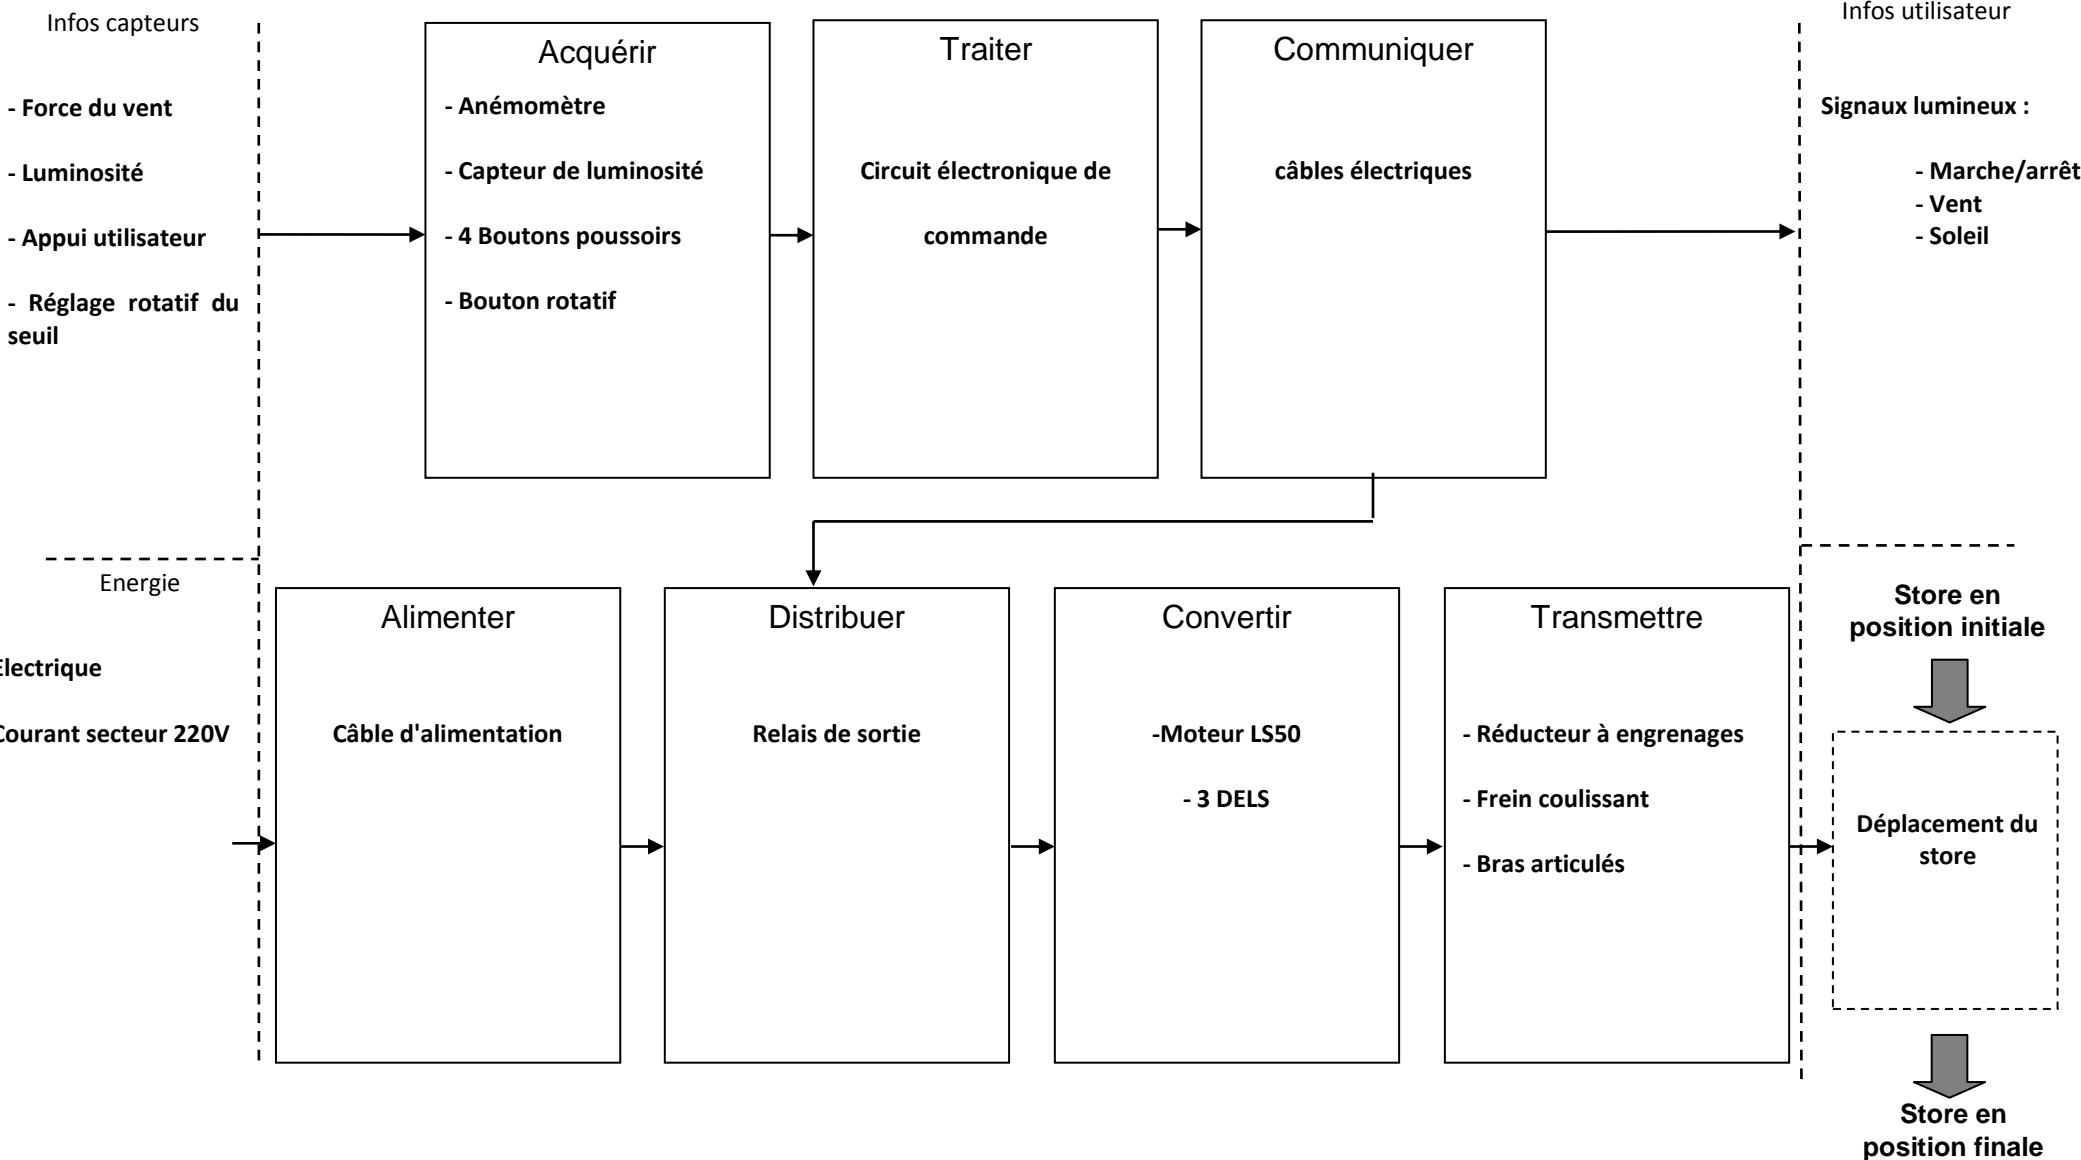 Infos capteurs
- Force du vent
- Luminosité
- Appui utilisateur
- Réglage rotatif du
seuil
Acquérir
- Anémomètre
- Capteur de luminosité
- 4 Boutons poussoirs
- Bouton rotatif
Traiter
Circuit électronique de
commande
Communiquer
câbles électriques
Infos utilisateur
Signaux lumineux :
- Marche/arrêt
- Vent
- Soleil
Energie
Electrique
Courant secteur 220V
Alimenter
Câble d'alimentation
Distribuer
Relais de sortie
Convertir
-Moteur LS50
- 3 DELS
Transmettre
- Réducteur à engrenages
- Frein coulissant
- Bras articulés
Store en
position initiale
Déplacement du
store
Store en
position finale